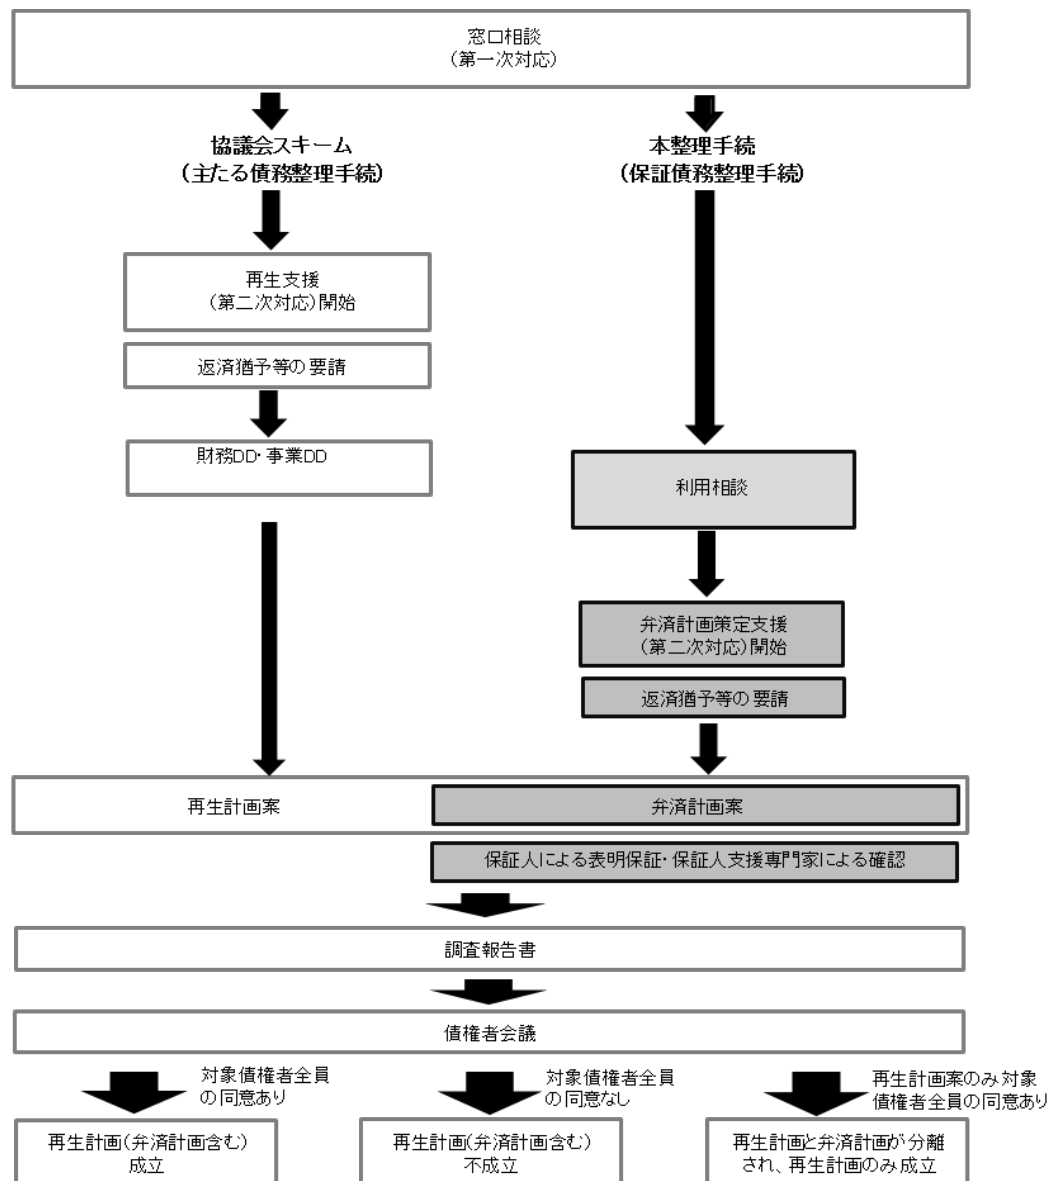 窓口相談
(第一次対応)
協議会スキーム
(主たる債務整理手続)
本整理手続
(保証債務整理手続)
再生支援
(第二次対応)開始
返済猶予等の要請
財務DD・事業DD
利用相談
弁済計画策定支援
(第二次対応)開始
返済猶予等の要請
再生計画案
弁済計画案
保証人による表明保証・保証人支援専門家による確認
調査報告書
債権者会議
対象債権者全員
の同意あり
対象債権者全員
の同意なし
再生計画案のみ対象
債権者全員の同意あり
再生計画(弁済計画含む)
成立
再生計画(弁済計画含む)
不成立
再生計画と弁済計画が分離
され、再生計画のみ成立